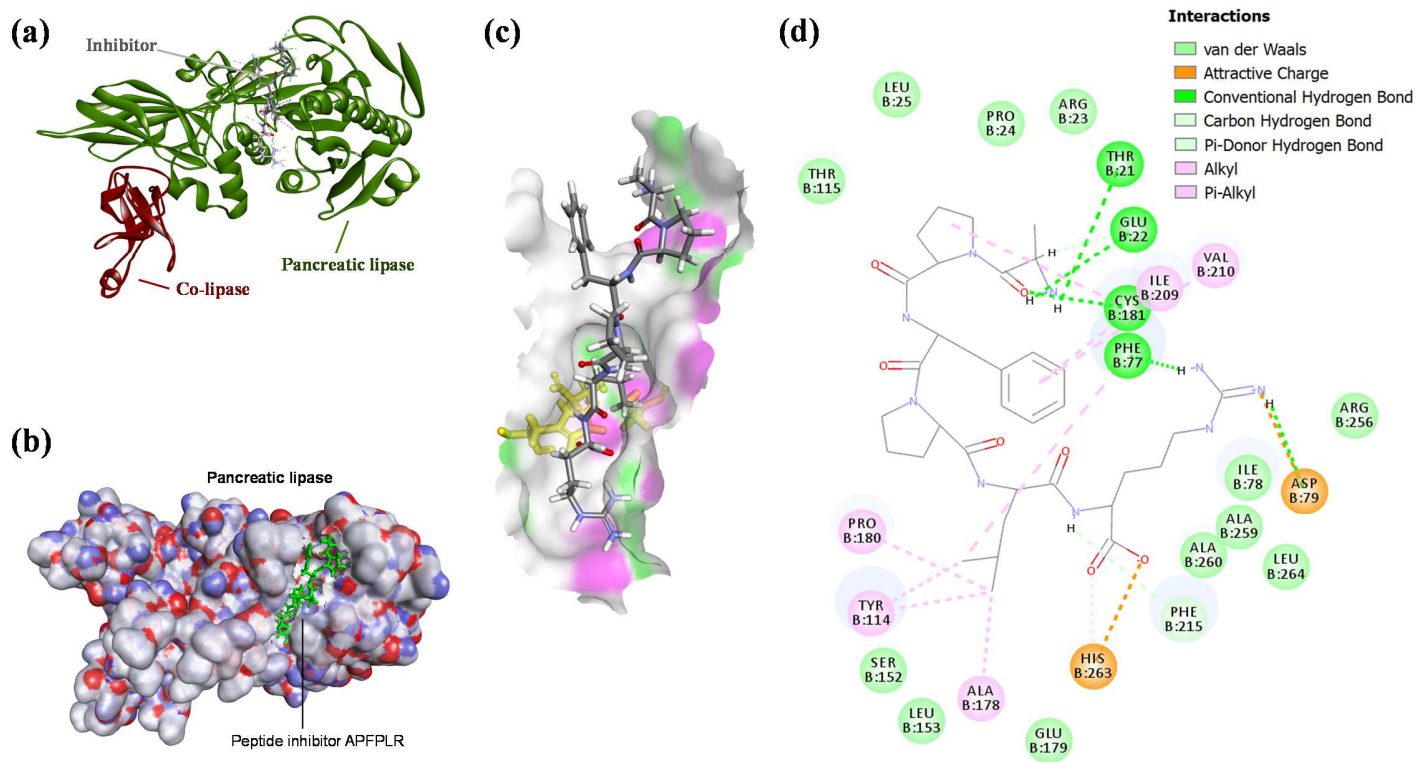 (a)
Inhibitor
Pancreatic lipase
Co-lipase
(b)
Pancreatic lipase
Peptide inhibitor APFPLR
(c)
(d)
Interactions
van der Waals
Attractive Charge
Conventional Hydrogen Bond
Carbon Hydrogen Bond
Pi-Donor Hydrogen Bond
Alkyl
Pi-Alkyl
LEU
B:25
PRO
B:24
ARG
B:23
THR
B:115
THR
B:21
GLU
B:22
VAL
B:210
ILE
B:209
CYS
B:181
PHE
B:77
ARG
B:256
ILE
B:78
ASP
B:79
ALA
B:259
ALA
B:260
LEU
B:264
PHE
B:215
HIS
B:263
PRO
B:180
TYR
B:114
SER
B:152
LEU
B:153
ALA
B:178
GLU
B:179
O
N
O
N
H
H
H
O
N
O
N
O
N
O
N
H
O
O
N
N
H
N
H